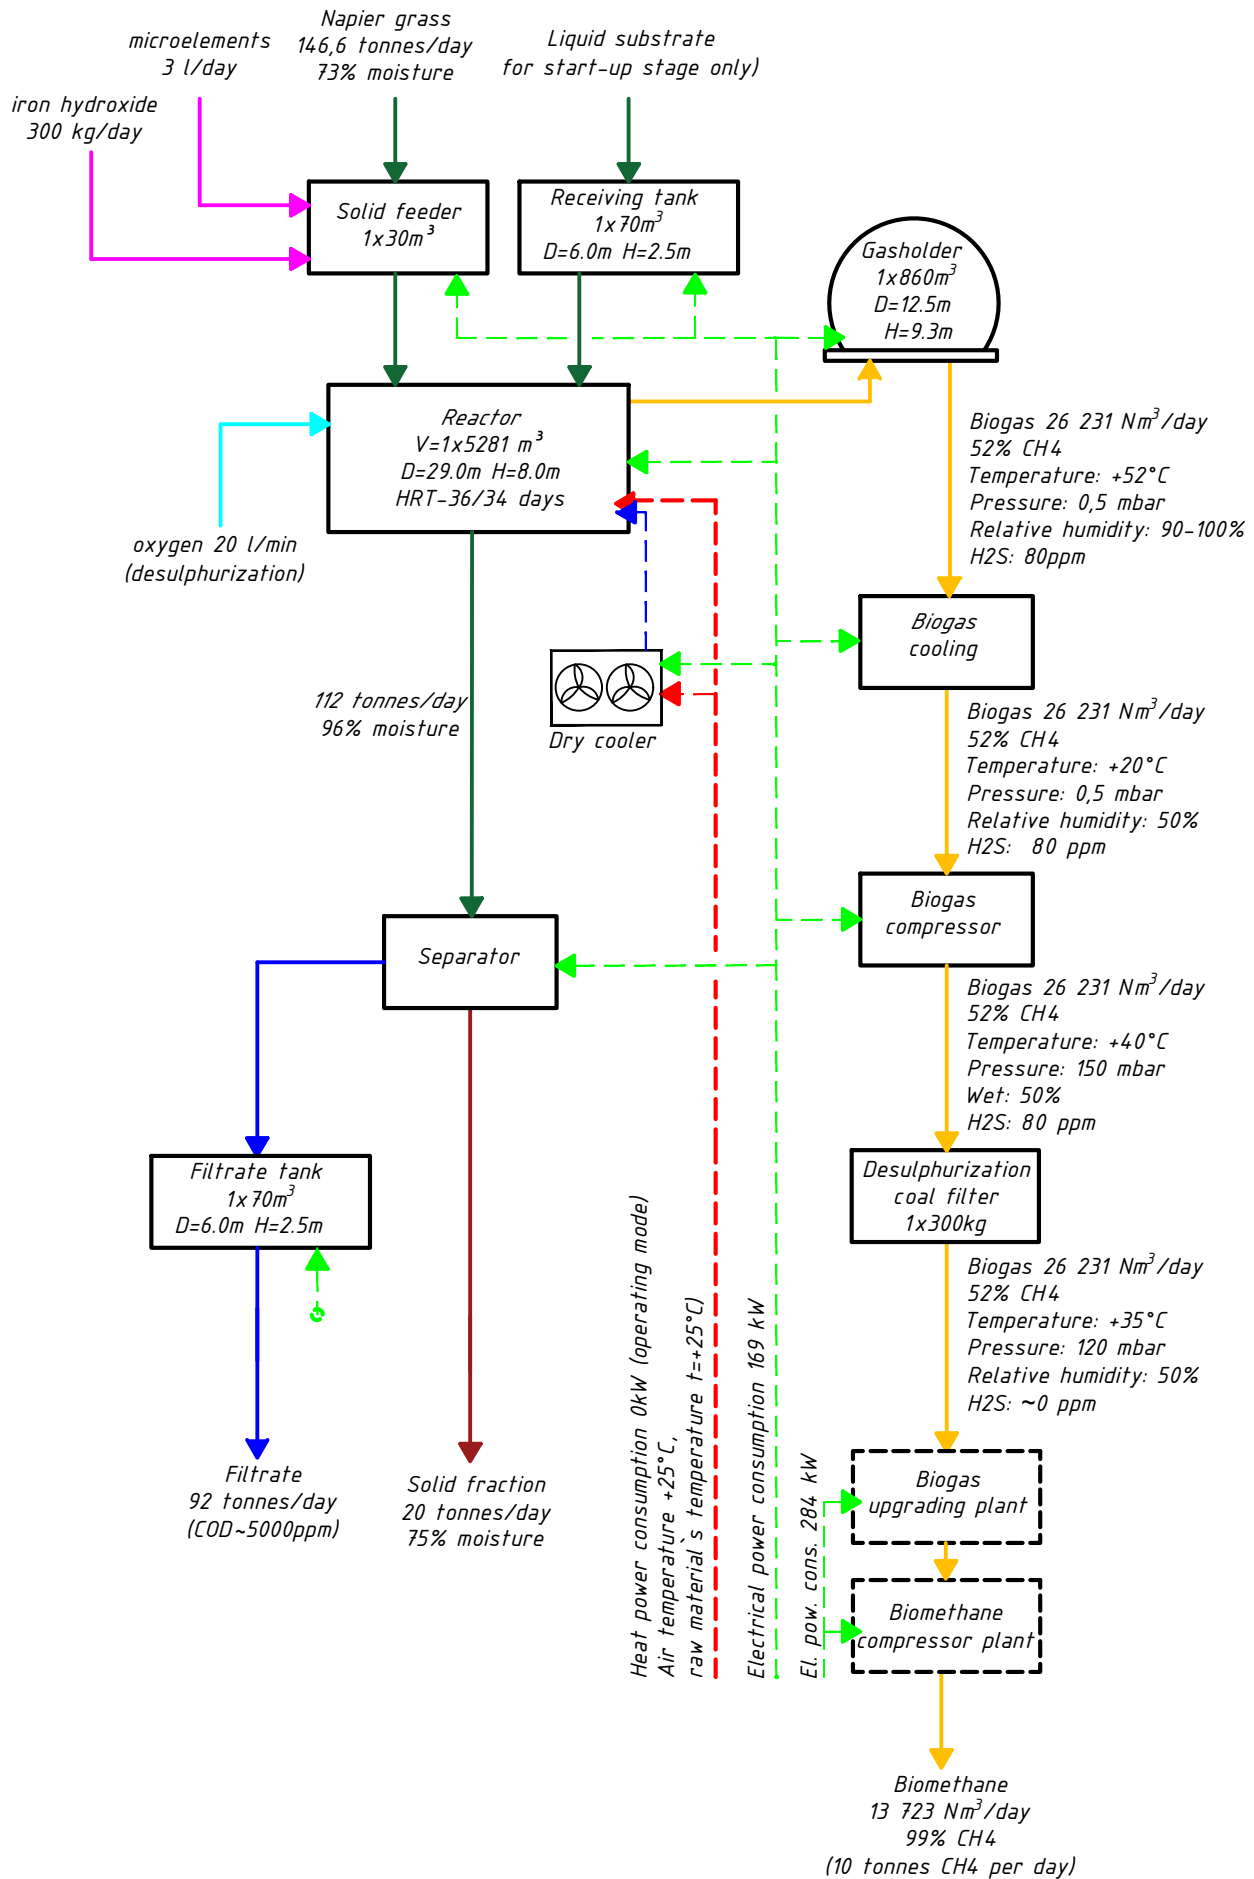 microelements
3 l/day
Napier grass
146,6 tonnes/day
73% moisture
Liquid substrate
for start-up stage only)
iron hydroxide
300 kg/day
Solid feeder
1x30m³
Receiving tank
1x70m³
D=6.0m H=2.5m
Gasholder
1x860m³
D=12.5m
H=9.3m
Reactor
V=1x5281 m³
D=29.0m H=8.0m
HRT-36/34 days
oxygen 20 l/min
(desulphurization)
Biogas 26 231 Nm³/day
52% CH4
Temperature: +52°C
Pressure: 0,5 mbar
Relative humidity: 90-100%
H2S: 80ppm
Biogas
cooling
Dry cooler
112 tonnes/day
96% moisture
Biogas 26 231 Nm³/day
52% CH4
Temperature: +20°C
Pressure: 0,5 mbar
Relative humidity: 50%
H2S: 80 ppm
Biogas
compressor
Separator
Biogas 26 231 Nm³/day
52% CH4
Temperature: +40°C
Pressure: 150 mbar
Wet: 50%
H2S: 80 ppm
Filtrate tank
1x70m³
D=6.0m H=2.5m
Desulphurization
coal filter
1x300kg
Biogas 26 231 Nm³/day
52% CH4
Temperature: +35°C
Pressure: 120 mbar
Relative humidity: 50%
H2S: ~0 ppm
Heat power consumption 0kW (operating mode)
Air temperature +25°C,
raw material`s temperature t=+25°C)
Electrical power consumption 169 kW
El. pow. cons. 284 kW
Filtrate
92 tonnes/day
(COD~5000ppm)
Solid fraction
20 tonnes/day
75% moisture
Biogas
upgrading plant
Biomethane
compressor plant
Biomethane
13 723 Nm³/day
99% CH4
(10 tonnes CH4 per day)